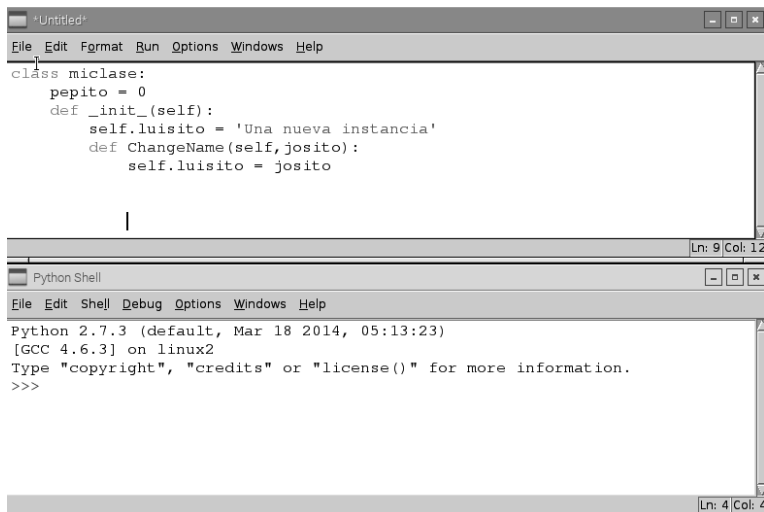 *Untitled*
File Edit Format Run Options Windows Help
class miclase:
    pepito = 0
    def _init_(self):
        self.luisito = 'Una nueva instancia'
        def ChangeName(self,josito):
            self.luisito = josito
Ln: 9 Col: 12
Python Shell
File Edit Shell Debug Options Windows Help
Python 2.7.3 (default, Mar 18 2014, 05:13:23)
[GCC 4.6.3] on linux2
Type "copyright", "credits" or "license()" for more information.
>>>
Ln: 4 Col: 4